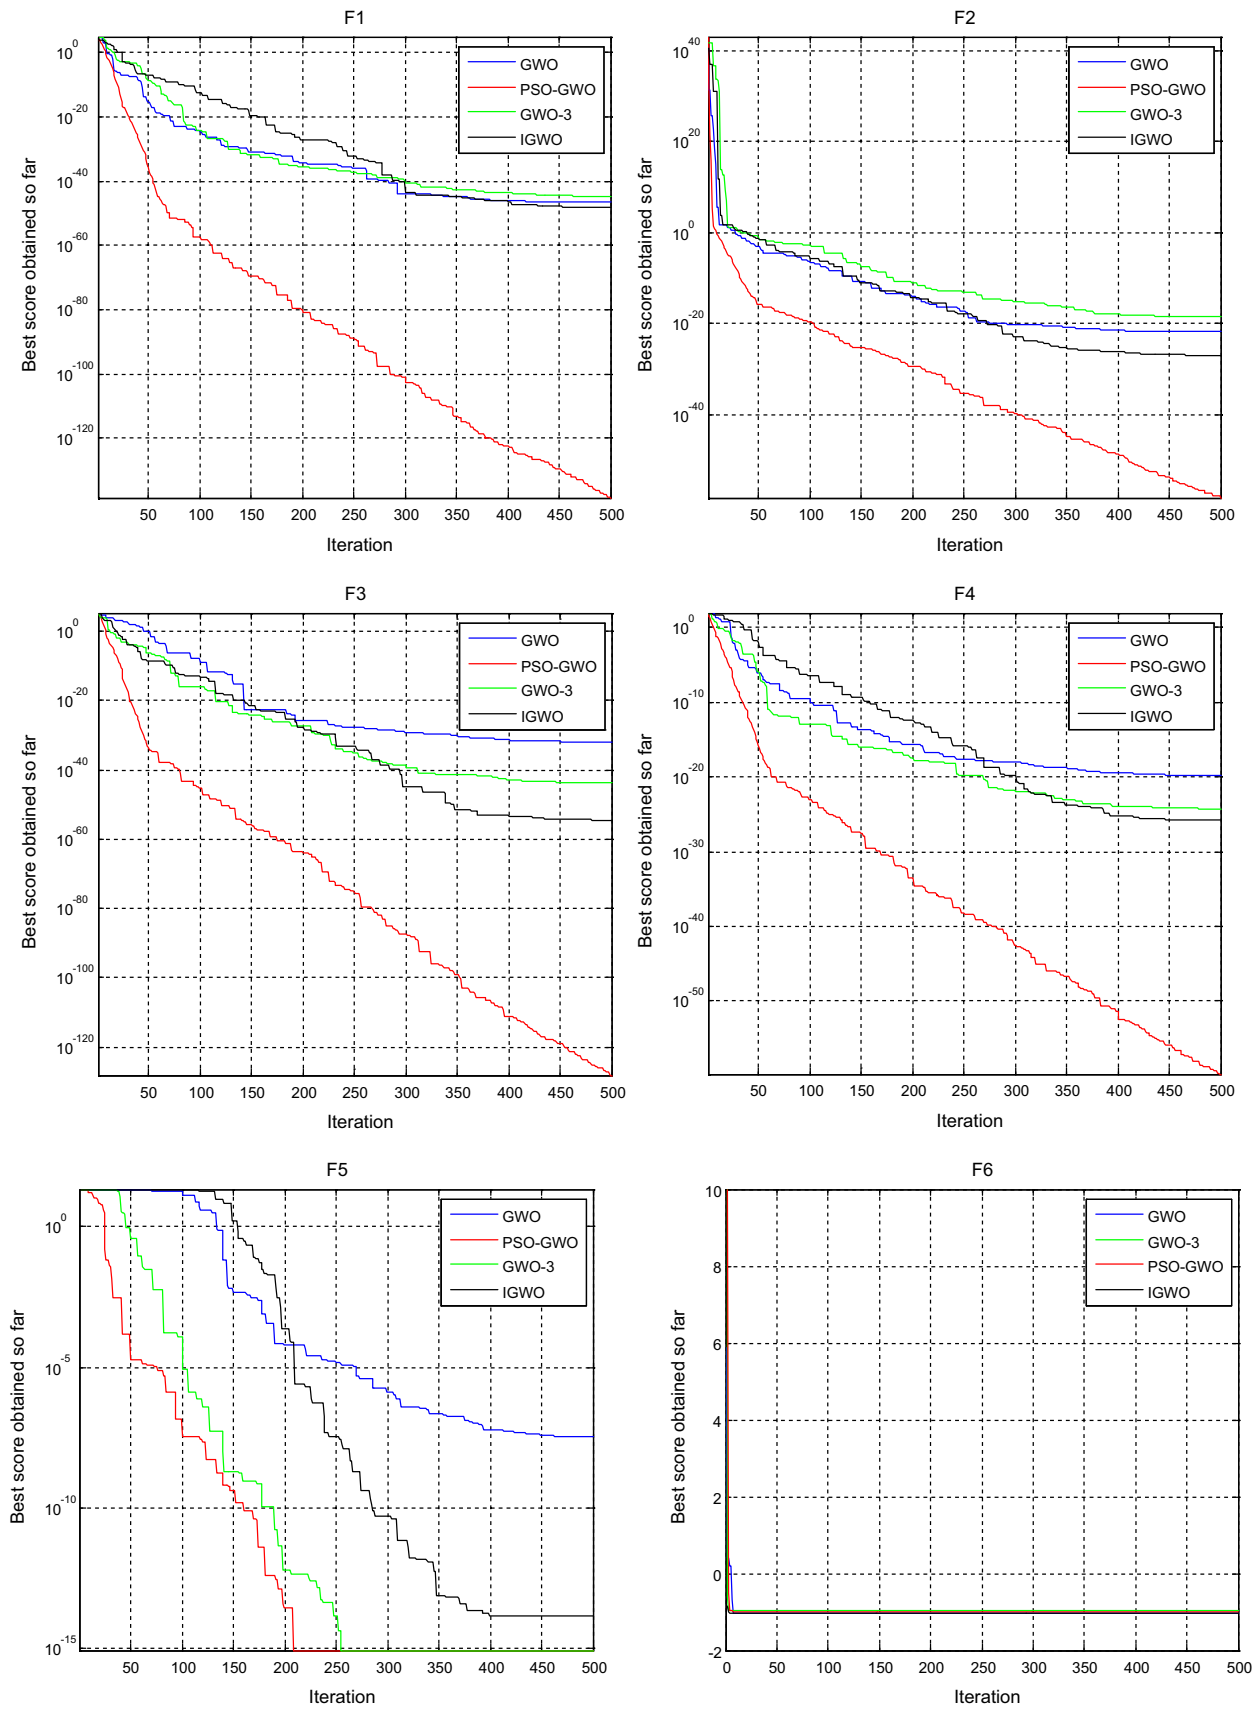 F1
10^0
10^-20
10^-40
10^-60
10^-80
10^-100
10^-120
Best score obtained so far
GWO
PSO-GWO
GWO-3
IGWO
50 100 150 200 250 300 350 400 450 500
Iteration
F2
10^40
10^20
10^0
10^-20
10^-40
Best score obtained so far
GWO
PSO-GWO
GWO-3
IGWO
50 100 150 200 250 300 350 400 450 500
Iteration
F3
10^0
10^-20
10^-40
10^-60
10^-80
10^-100
10^-120
Best score obtained so far
GWO
PSO-GWO
GWO-3
IGWO
50 100 150 200 250 300 350 400 450 500
Iteration
F4
10^0
10^-10
10^-20
10^-30
10^-40
10^-50
Best score obtained so far
GWO
PSO-GWO
GWO-3
IGWO
50 100 150 200 250 300 350 400 450 500
Iteration
F5
10^0
10^-5
10^-10
10^-15
Best score obtained so far
GWO
PSO-GWO
GWO-3
IGWO
50 100 150 200 250 300 350 400 450 500
Iteration
F6
10
8
6
4
2
0
-2
Best score obtained so far
GWO
GWO-3
PSO-GWO
IGWO
0 50 100 150 200 250 300 350 400 450 500
Iteration